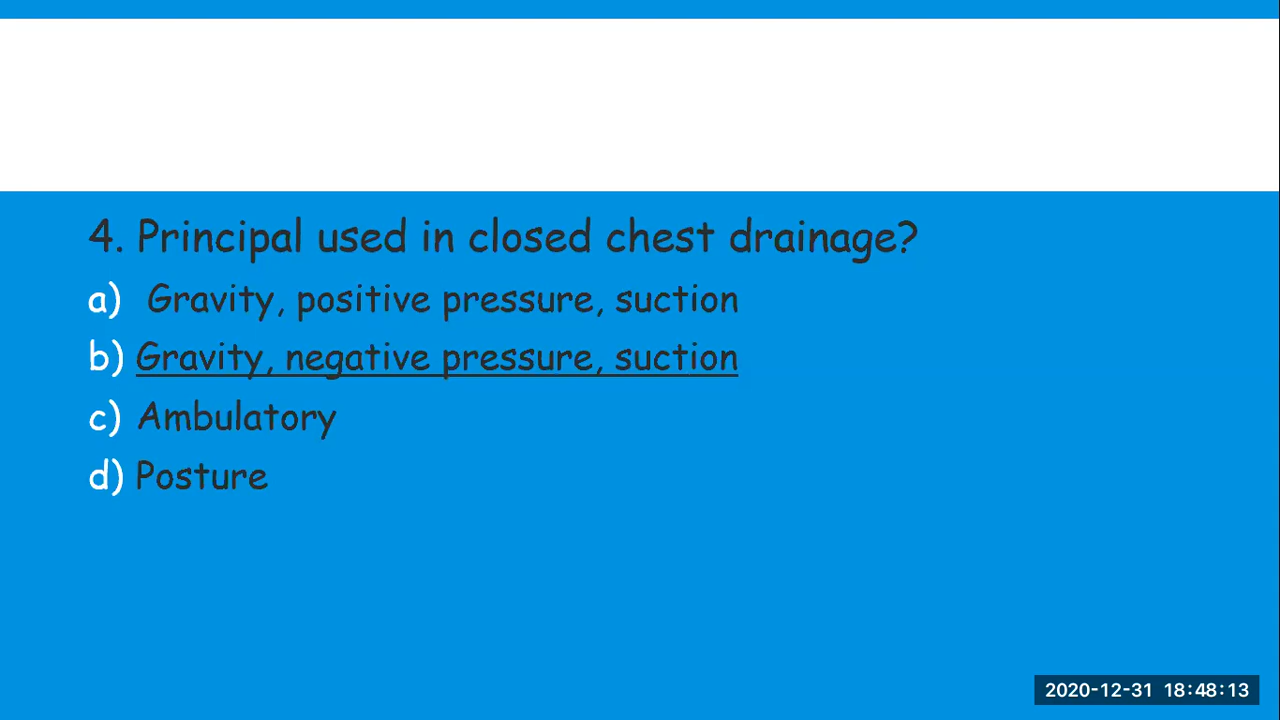 4. Principal used in closed chest drainage?
a) Gravity, positive pressure, suction
b) Gravity, negative pressure, suction
c) Ambulatory
d) Posture
2020-12-31 18:48:13